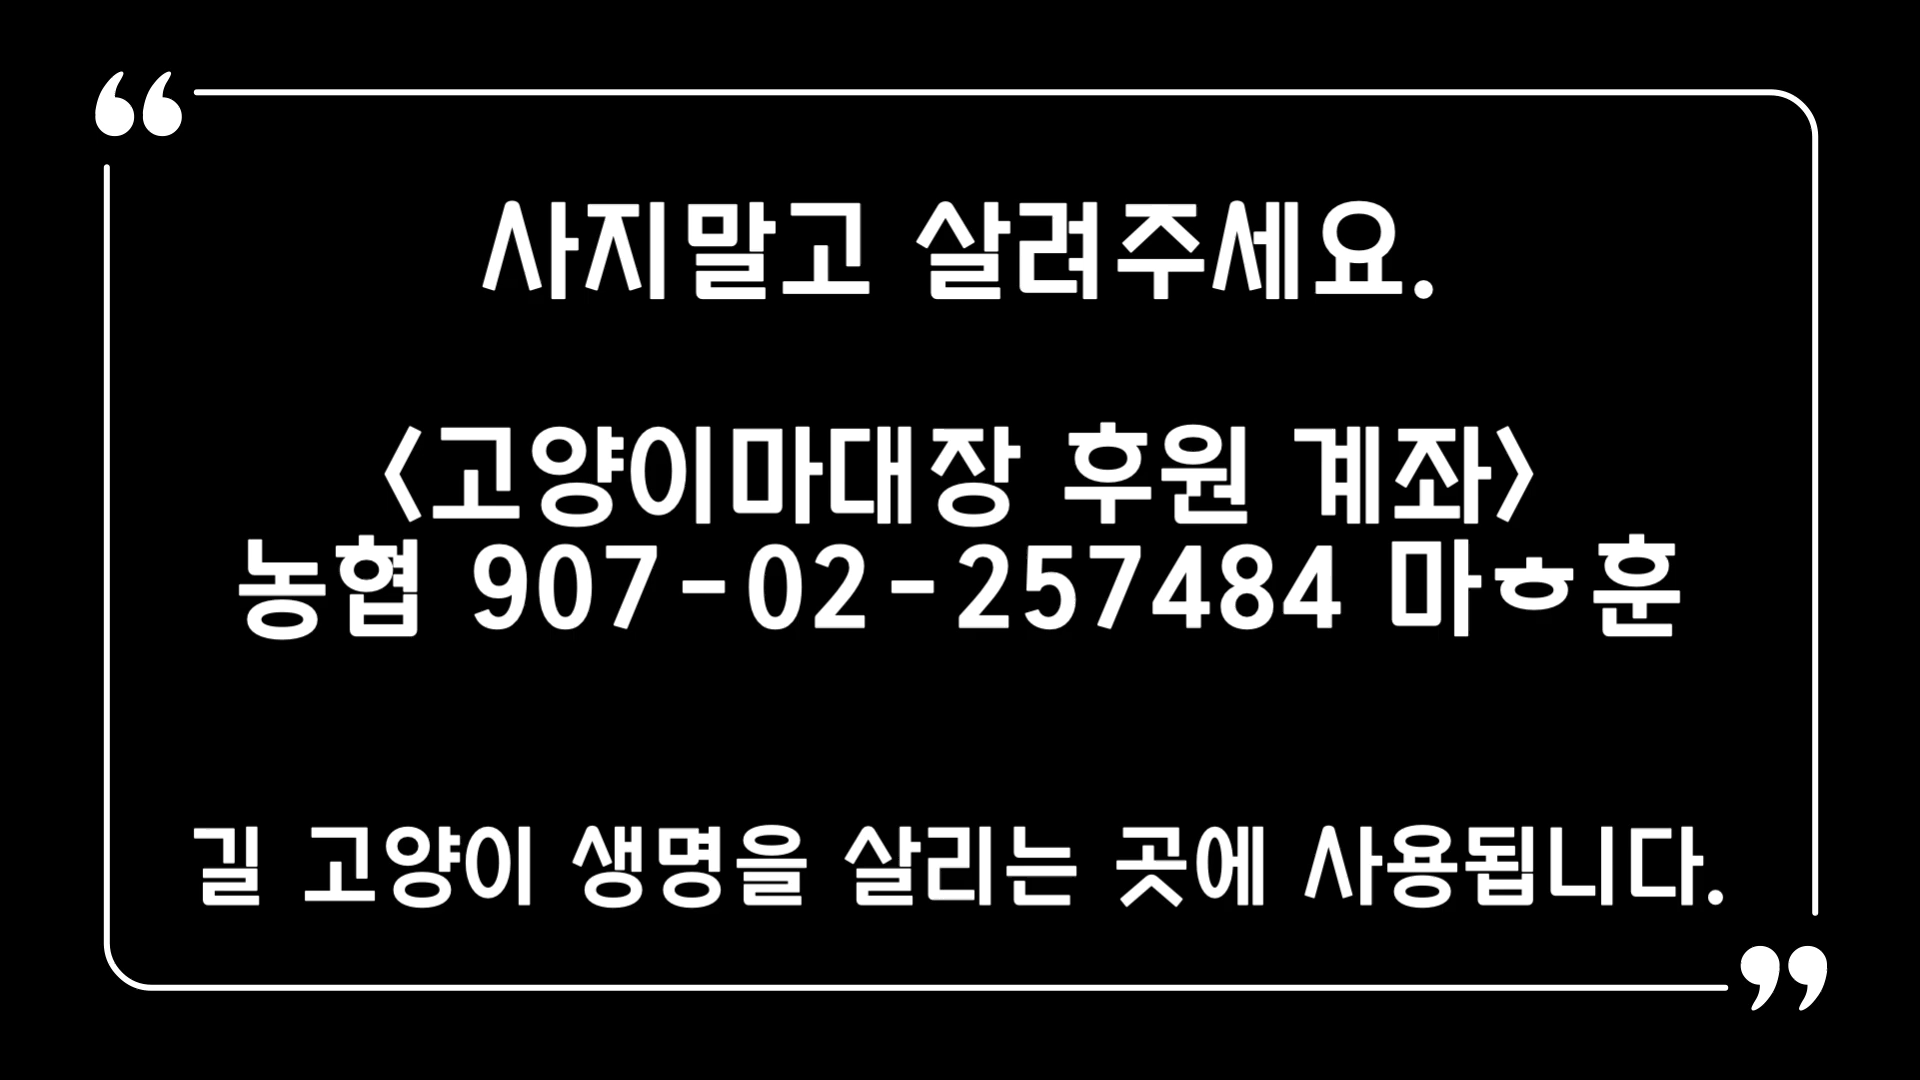 사지말고 살려주세요.
<고양이마대장 후원 계좌>
농협 907-02-257484 마ㅎ훈
길 고양이 생명을 살리는 곳에 사용됩니다.